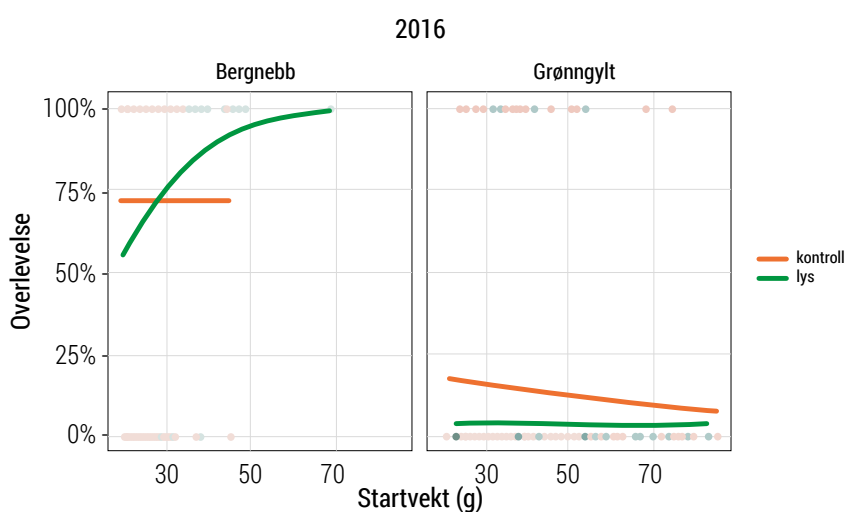 2016
Bergnebb
Grønngylt
100%
75%
50%
25%
0%
Overlevelse
30 50 70
30 50 70
Startvekt (g)
kontroll
lys